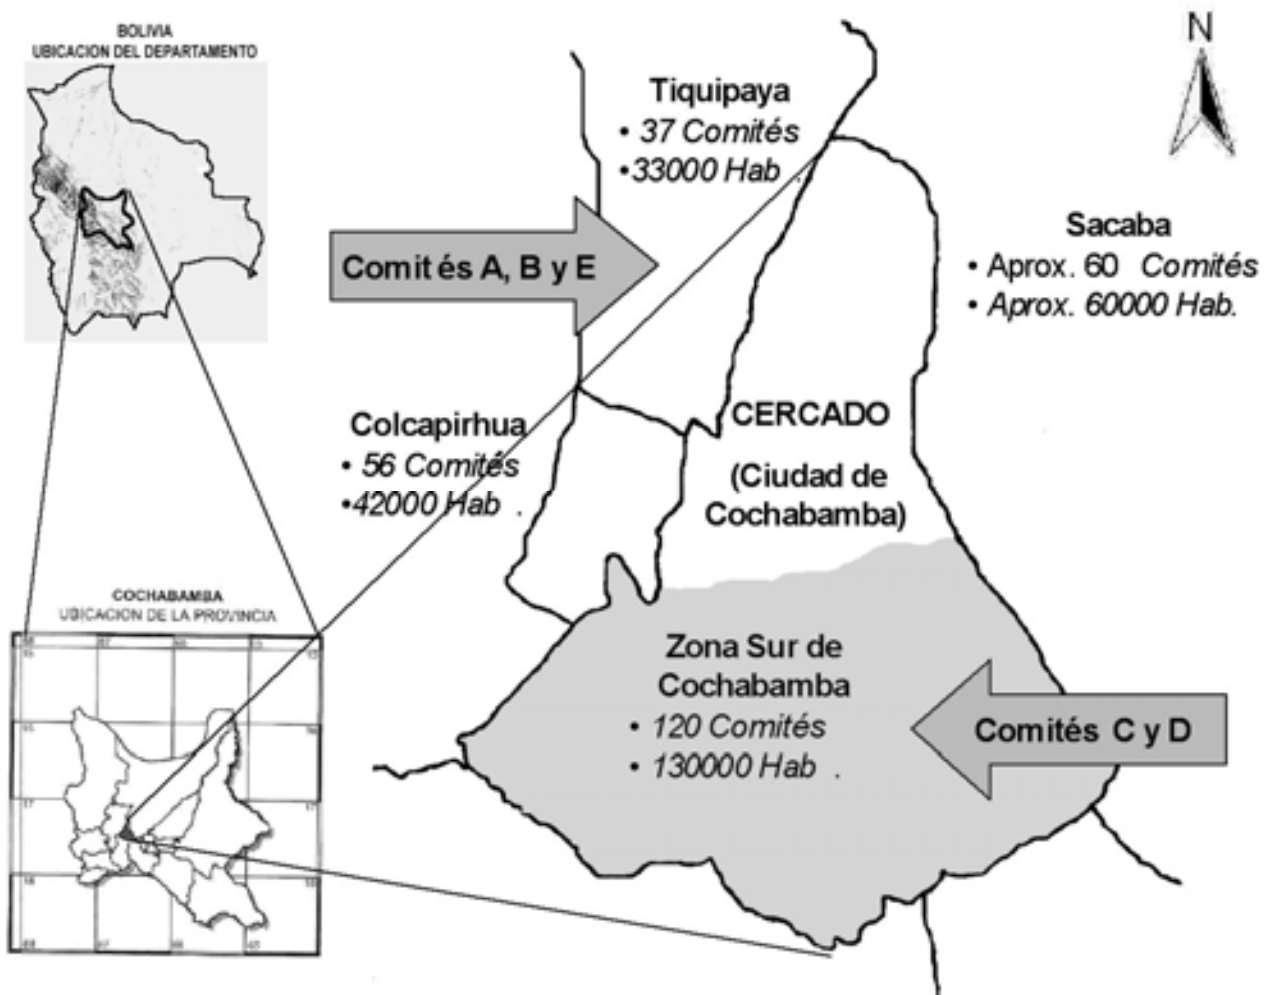 BOLIVIA
UBICACION DEL DEPARTAMENTO
N
Tiquipaya
• 37 Comités
•33000 Hab .
Sacaba
• Aprox. 60 Comités
• Aprox. 60000 Hab.
Comités A, B y E
Colcapirhua
• 56 Comités
•42000 Hab .
CERCADO
(Ciudad de
Cochabamba)
COCHABAMBA
UBICACION DE LA PROVINCIA
Zona Sur de
Cochabamba
• 120 Comités
• 130000 Hab .
Comités C y D